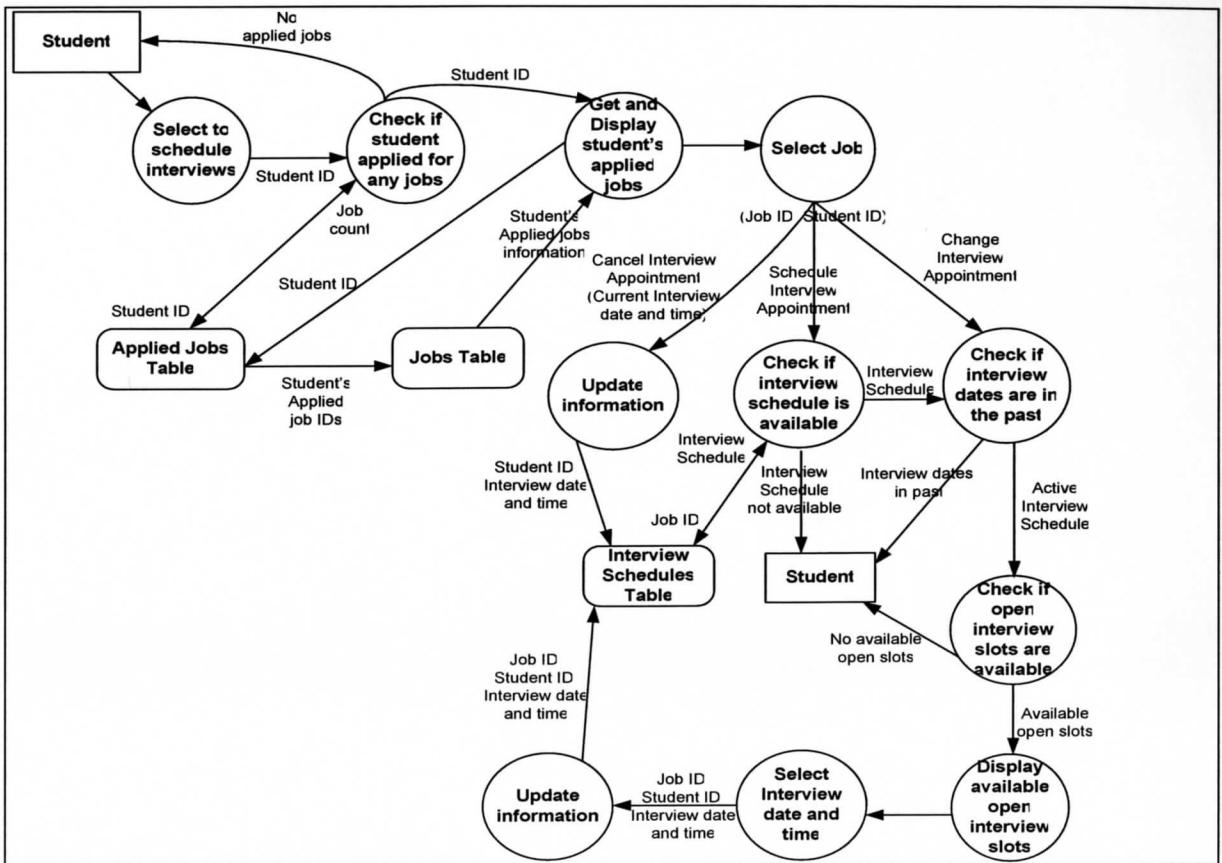 No
applied jobs
Student
Student ID
Select to
schedule
interviews
Student ID
Check if
student
applied for
any jobs
Get and
Display
student's
applied
jobs
Select Job
Job
count
Student's
Applied jobs
information
(Job ID, Student ID)
Change
Interview
Appointment
Cancel Interview
Appointment
(Current Interview
date and time)
Schedule
Interview
Appointment
Student ID
Student ID
Applied Jobs
Table
Jobs Table
Student's
Applied
job IDs
Update
information
Check if
interview
schedule is
available
Interview
Schedule
Check if
interview
dates are in
the past
Student ID
Interview date
and time
Interview
Schedule
Interview
Schedule
not available
Interview dates
in past
Active
Interview
Schedule
Job ID
Interview
Schedules
Table
Student
Check if
open
interview
slots are
available
No available
open slots
Job ID
Student ID
Interview date
and time
Available
open slots
Update
information
Job ID
Student ID
Interview date
and time
Select
Interview
date and
time
Display
available
open
interview
slots